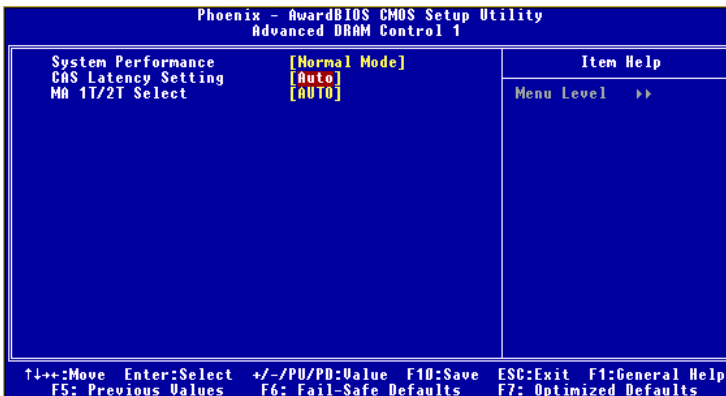 Phoenix - AwardBIOS CMOS Setup Utility
Advanced DRAM Control 1
System Performance [Normal Mode]
CAS Latency Setting [Auto]
MA 1T/2T Select [AUTO]
Item Help
Menu Level ▸▸
↑↓→←:Move Enter:Select +/-/PU/PD:Value F10:Save ESC:Exit F1:General Help
F5: Previous Values F6: Fail-Safe Defaults F7: Optimized Defaults